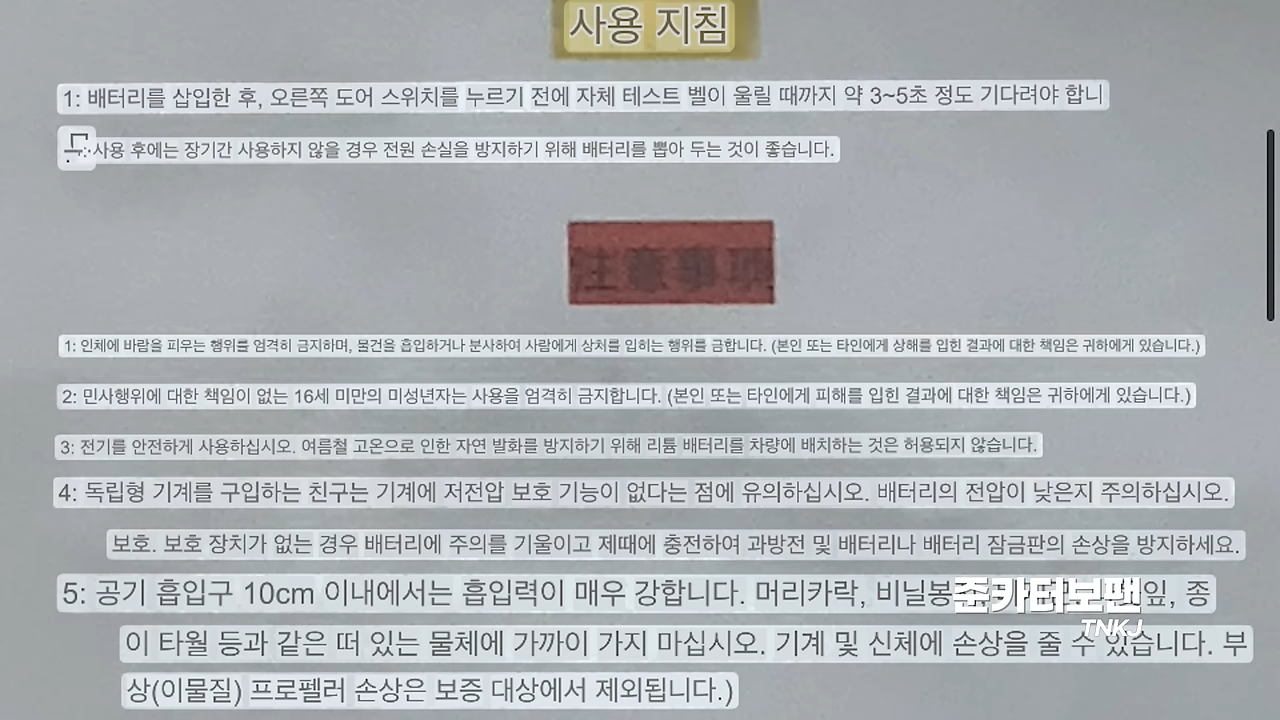 사용 지침
1: 배터리를 삽입한 후, 오른쪽 도어 스위치를 누르기 전에 자체 테스트 벨이 울릴 때까지 약 3~5초 정도 기다려야 합니
사용 후에는 장기간 사용하지 않을 경우 전원 손실을 방지하기 위해 배터리를 뽑아 두는 것이 좋습니다.
注意事项
1: 인체에 바람을 피우는 행위를 엄격히 금지하며, 물건을 흡입하거나 분사하여 사람에게 상처를 입히는 행위를 금합니다. (본인 또는 타인에게 상해를 입힌 결과에 대한 책임은 귀하에게 있습니다.)
2: 민사행위에 대한 책임이 없는 16세 미만의 미성년자는 사용을 엄격히 금지합니다. (본인 또는 타인에게 피해를 입힌 결과에 대한 책임은 귀하에게 있습니다.)
3: 전기를 안전하게 사용하십시오. 여름철 고온으로 인한 자연 발화를 방지하기 위해 리튬 배터리를 차량에 배치하는 것은 허용되지 않습니다.
4: 독립형 기계를 구입하는 친구는 기계에 저전압 보호 기능이 없다는 점에 유의하십시오. 배터리의 전압이 낮은지 주의하십시오.
보호. 보호 장치가 없는 경우 배터리에 주의를 기울이고 제때에 충전하여 과방전 및 배터리나 배터리 잠금판의 손상을 방지하세요.
5: 공기 흡입구 10cm 이내에서는 흡입력이 매우 강합니다. 머리카락, 종
준카터보팬
TNKJ
이 타월 등과 같은 떠 있는 물체에 가까이 가지 마십시오. 기계 및 신체에 손상을 줄 수 있습니다. 부
상(이물질) 프로펠러 손상은 보증 대상에서 제외됩니다.)